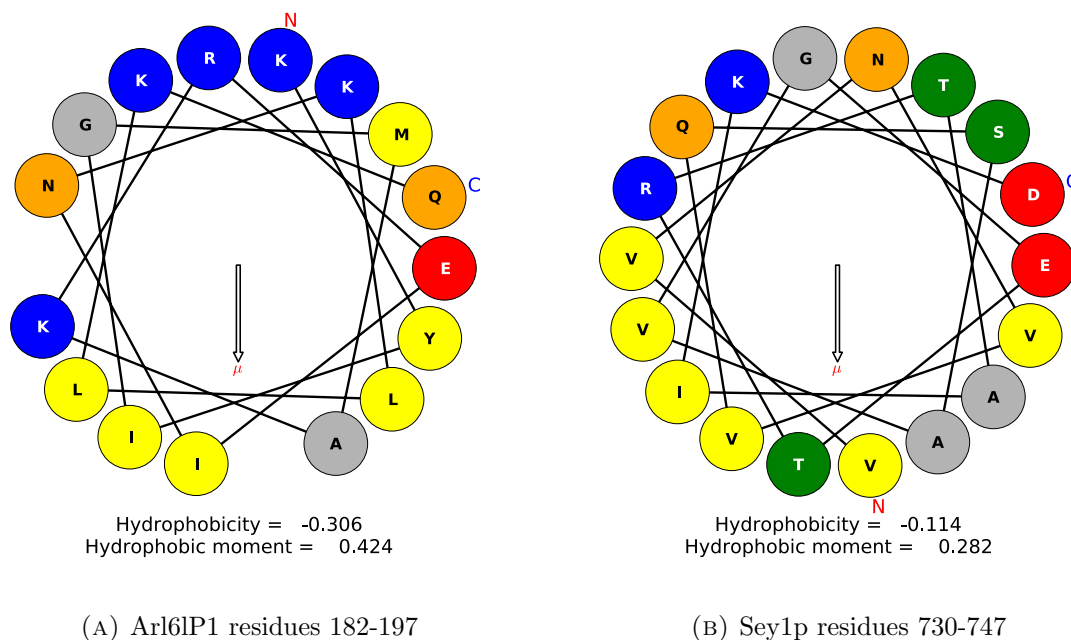 N
R
K
K
K
M
G
N
Q
C
E
K
Y
L
L
I
A
I
μ
Hydrophobicity = -0.306
Hydrophobic moment = 0.424
(A) Arl6lP1 residues 182-197
G
N
K
T
Q
S
R
D
V
E
V
V
I
A
V
A
T
V
N
μ
Hydrophobicity = -0.114
Hydrophobic moment = 0.282
(B) Sey1p residues 730-747